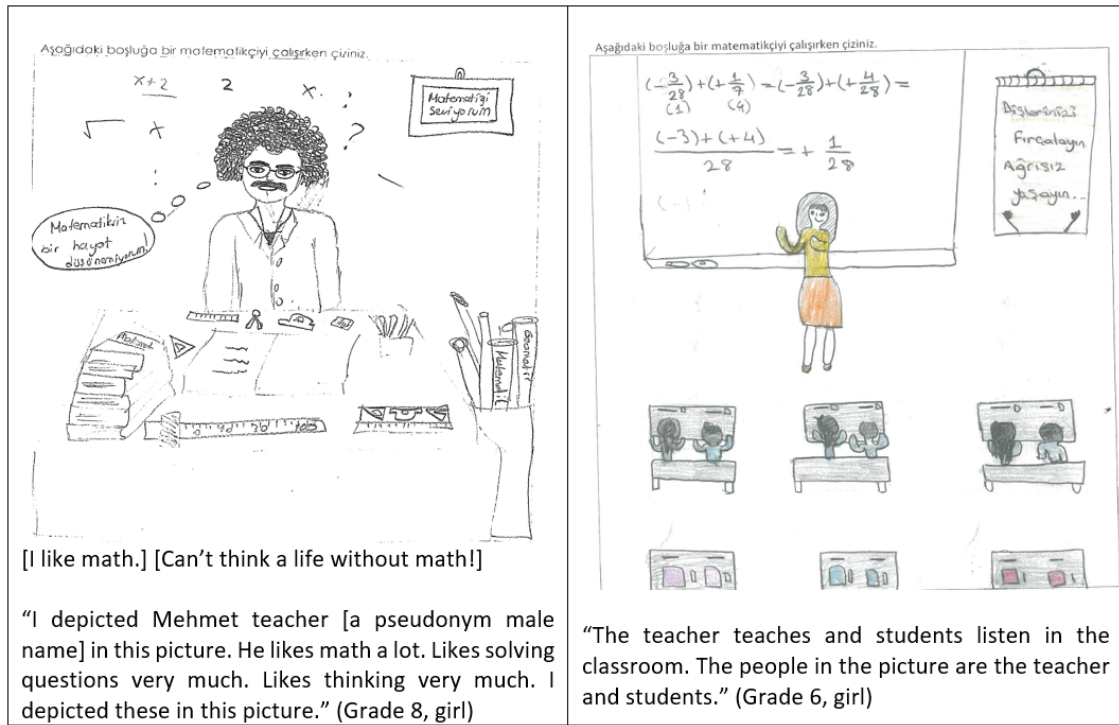 Aşağıdaki boşluğa bir matematikçiyi çalışırken çiziniz.
x+2 2 x :
√ + ?
:
Matematiği
seviyorum
Matematiksiz
bir hayat
düşünemiyorum!
Matemat
Matematik
Geometri
0 10 20 100
[I like math.] [Can’t think a life without math!]
“I depicted Mehmet teacher [a pseudonym male
name] in this picture. He likes math a lot. Likes solving
questions very much. Likes thinking very much. I
depicted these in this picture.” (Grade 8, girl)
Aşağıdaki boşluğa bir matematikçiyi çalışırken çiziniz.
(-3/28)+(+1/7)=(-3/28)+(+4/28)=
(1) (4)
(-3)+(+4)/28 = + 1/28
Dişlerinizi
Fırçalayın
Ağrısız
yaşayın...
“The teacher teaches and students listen in the
classroom. The people in the picture are the teacher
and students.” (Grade 6, girl)